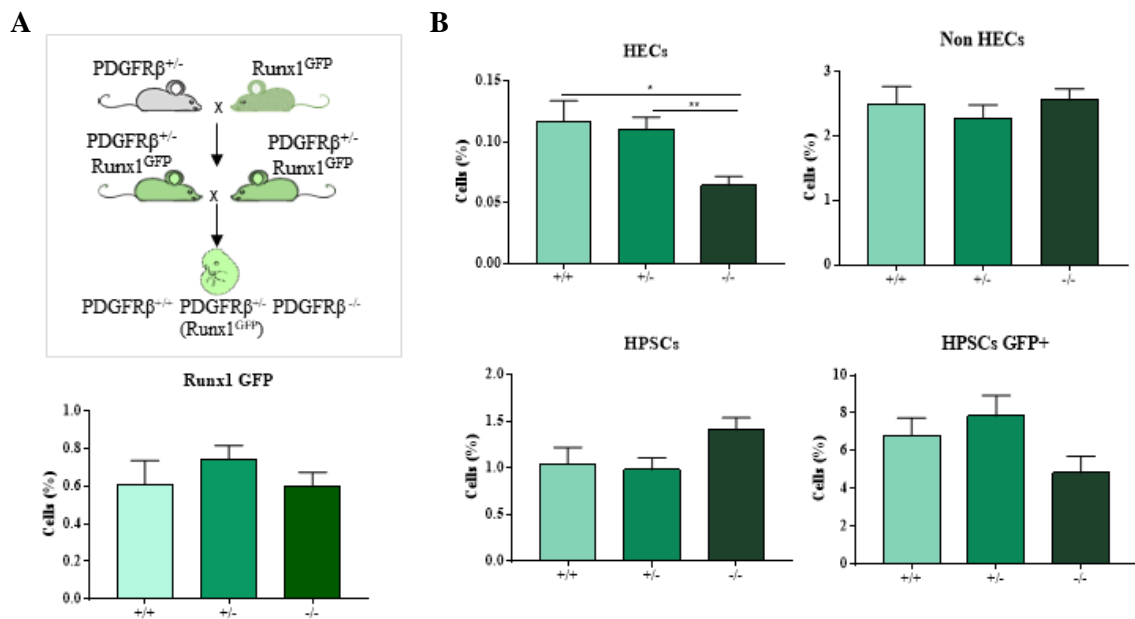 A
PDGFRβ+/- Runx1GFP
X
PDGFRβ+/- PDGFRβ+/-
Runx1GFP Runx1GFP
X
PDGFRβ+/+ PDGFRβ+/- PDGFRβ-/-
(Runx1GFP)
Runx1 GFP
Cells (%)
1.0
0.8
0.6
0.4
0.2
0.0
+/+ +/- -/-
B
HECs
Cells (%)
0.15
0.10
0.05
0.00
*
**
+/+ +/- -/-
Non HECs
Cells (%)
3
2
1
0
+/+ +/- -/-
HPSCs
Cells (%)
2.0
1.5
1.0
0.5
0.0
+/+ +/- -/-
HPSCs GFP+
Cells (%)
10
8
6
4
2
0
+/+ +/- -/-